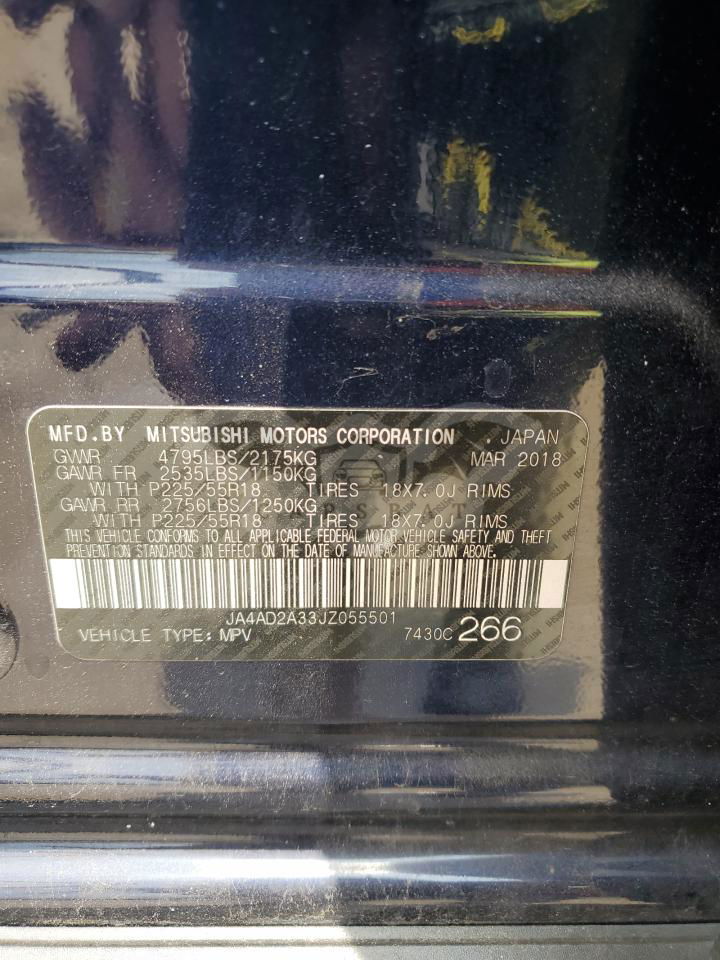 MFD.BY MITSUBISHI MOTORS CORPORATION . JAPAN
GVWR 4795LBS/2175KG MAR 2018
GAWR FR 2535LBS/1150KG
WITH P225/55R18 TIRES 18X7.0J RIMS
GAWR RR 2756LBS/1250KG
WITH P225/55R18 TIRES 18X7.0J RIMS
THIS VEHICLE CONFORMS TO ALL APPLICABLE FEDERAL MOTOR VEHICLE SAFETY AND THEFT
PREVENTION STANDARDS IN EFFECT ON THE DATE OF MANUFACTURE SHOWN ABOVE.
JA4AD2A33JZ055501
VEHICLE TYPE: MPV 7430C 266